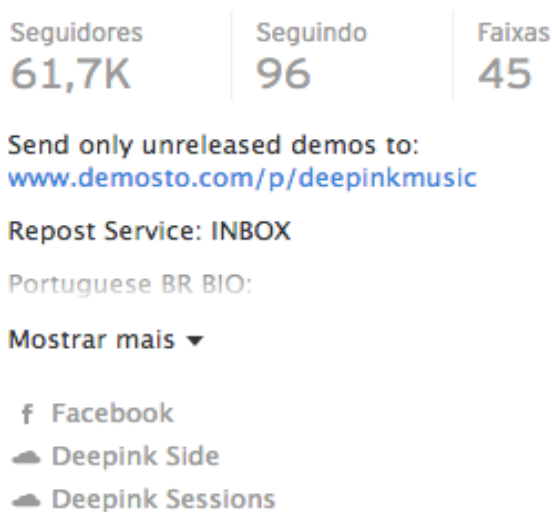 Seguidores Seguindo Faixas
61,7K 96 45
Send only unreleased demos to:
www.demosto.com/p/deepinkmusic
Repost Service: INBOX
Portuguese BR BIO:
Mostrar mais
Facebook
Deepink Side
Deepink Sessions